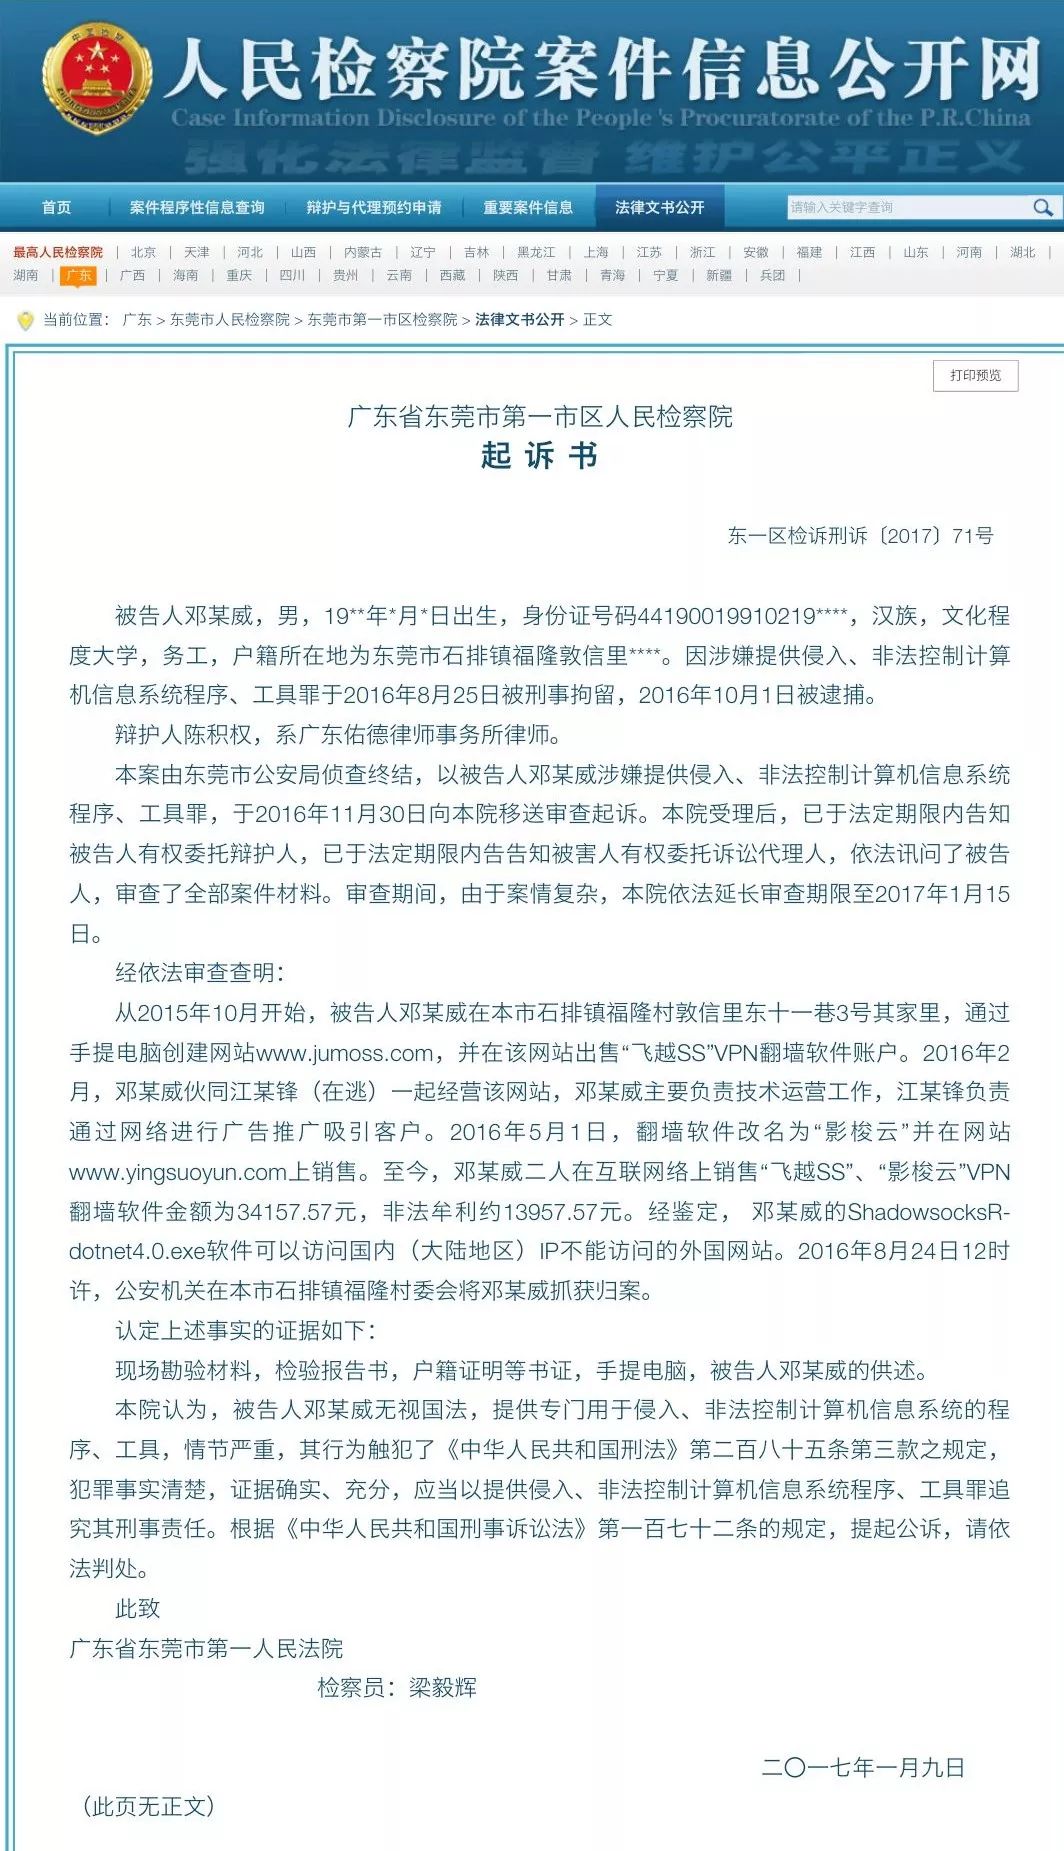 人民检察院案件信息公开网
Case Information Disclosure of the People 's Procuratorate of the P.R.China
强化法律监督 维护公平正义
首页 案件程序性信息查询 辩护与代理预约申请 重要案件信息 法律文书公开 请输入关键字查询
最高人民检察院 | 北京 | 天津 | 河北 | 山西 | 内蒙古 | 辽宁 | 吉林 | 黑龙江 | 上海 | 江苏 | 浙江 | 安徽 | 福建 | 江西 | 山东 | 河南 | 湖北 |
湖南 | 广东 | 广西 | 海南 | 重庆 | 四川 | 贵州 | 云南 | 西藏 | 陕西 | 甘肃 | 青海 | 宁夏 | 新疆 | 兵团 |
当前位置： 广东 > 东莞市人民检察院 > 东莞市第一市区检察院 > 法律文书公开 > 正文
打印预览
广东省东莞市第一市区人民检察院
起 诉 书
东一区检诉刑诉〔2017〕71号
被告人邓某威，男，19**年*月*日出生，身份证号码44190019910219****，汉族，文化程
度大学，务工，户籍所在地为东莞市石排镇福隆敦信里****。因涉嫌提供侵入、非法控制计算
机信息系统程序、工具罪于2016年8月25日被刑事拘留，2016年10月1日被逮捕。
辩护人陈积权，系广东佑德律师事务所律师。
本案由东莞市公安局侦查终结，以被告人邓某威涉嫌提供侵入、非法控制计算机信息系统
程序、工具罪，于2016年11月30日向本院移送审查起诉。本院受理后，已于法定期限内告知
被告人有权委托辩护人，已于法定期限内告告知被害人有权委托诉讼代理人，依法讯问了被告
人，审查了全部案件材料。审查期间，由于案情复杂，本院依法延长审查期限至2017年1月15
日。
经依法审查查明：
从2015年10月开始，被告人邓某威在本市石排镇福隆村敦信里东十一巷3号其家里，通过
手提电脑创建网站www.jumoss.com，并在该网站出售“飞越SS”VPN翻墙软件账户。2016年2
月，邓某威伙同江某锋（在逃）一起经营该网站，邓某威主要负责技术运营工作，江某锋负责
通过网络进行广告推广吸引客户。2016年5月1日，翻墙软件改名为“影梭云”并在网站
www.yingsuoyun.com上销售。至今，邓某威二人在互联网络上销售“飞越SS”、“影梭云”VPN
翻墙软件金额为34157.57元，非法牟利约13957.57元。经鉴定， 邓某威的ShadowsocksR-
dotnet4.0.exe软件可以访问国内（大陆地区）IP不能访问的外国网站。2016年8月24日12时
许，公安机关在本市石排镇福隆村委会将邓某威抓获归案。
认定上述事实的证据如下：
现场勘验材料，检验报告书，户籍证明等书证，手提电脑，被告人邓某威的供述。
本院认为，被告人邓某威无视国法，提供专门用于侵入、非法控制计算机信息系统的程
序、工具，情节严重，其行为触犯了《中华人民共和国刑法》第二百八十五条第三款之规定，
犯罪事实清楚，证据确实、充分，应当以提供侵入、非法控制计算机信息系统程序、工具罪追
究其刑事责任。根据《中华人民共和国刑事诉讼法》第一百七十二条的规定，提起公诉，请依
法判处。
此致
广东省东莞市第一人民法院
检察员：梁毅辉
二〇一七年一月九日
（此页无正文）